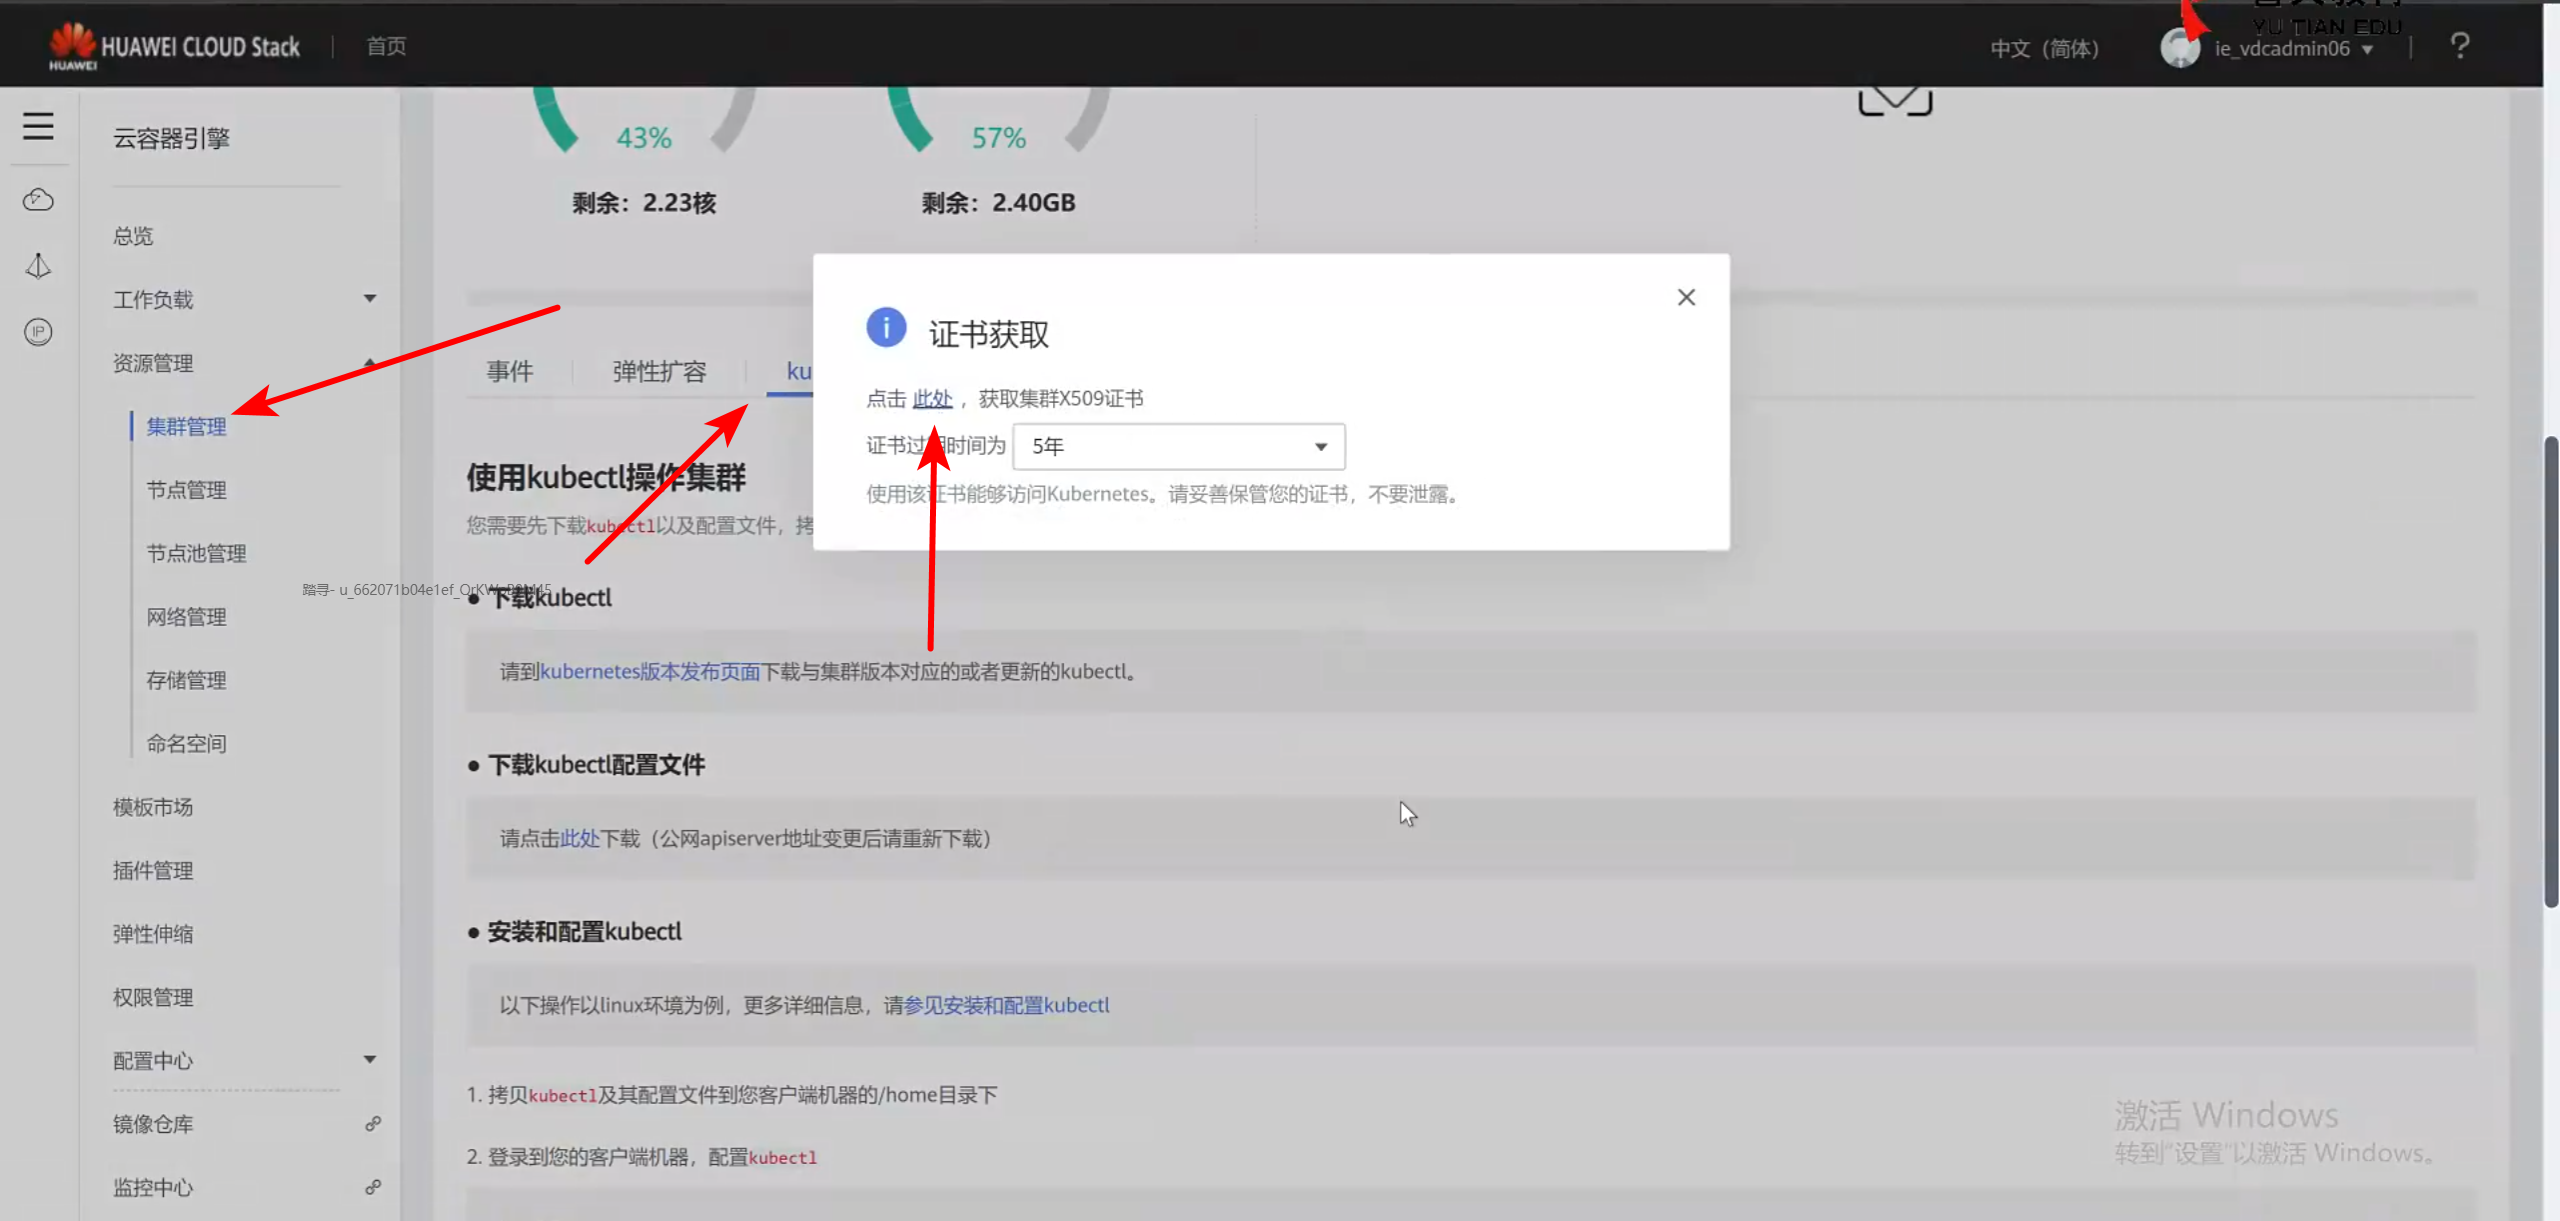 YU TIAN EDU
HUAWEI
HUAWEI CLOUD Stack
首页
中文（简体）
ie_vdcadmin06
?
云容器引擎
总览
工作负载
资源管理
集群管理
节点管理
节点池管理
网络管理
存储管理
命名空间
模板市场
插件管理
弹性伸缩
权限管理
配置中心
镜像仓库
监控中心
43%
57%
剩余：2.23核
剩余：2.40GB
事件
弹性扩容
ku
证书获取
点击 此处 ，获取集群X509证书
证书过期时间为 5年
使用该证书能够访问Kubernetes。请妥善保管您的证书，不要泄露。
使用kubectl操作集群
您需要先下载kubectl以及配置文件，拷
● 下载kubectl
请到kubernetes版本发布页面下载与集群版本对应的或者更新的kubectl。
● 下载kubectl配置文件
请点击此处下载（公网apiserver地址变更后请重新下载）
● 安装和配置kubectl
以下操作以linux环境为例，更多详细信息，请参见安装和配置kubectl
1. 拷贝kubectl及其配置文件到您客户端机器的/home目录下
2. 登录到您的客户端机器，配置kubectl
激活 Windows
转到"设置"以激活 Windows。